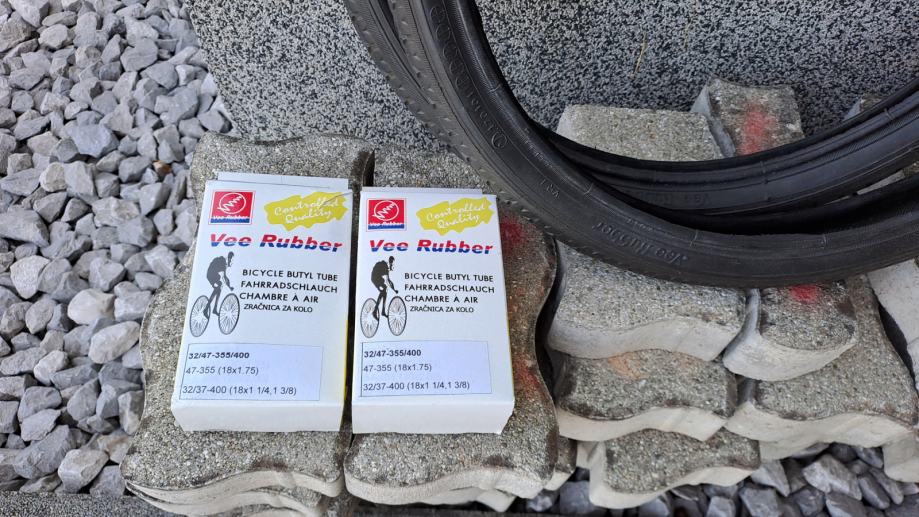 Vee Rubber
Controlled
Quality
Vee Rubber
BICYCLE BUTYL TUBE
FAHRRADSCHLAUCH
CHAMBRE À AIR
ZRAČNICA ZA KOLO
32/47-355/400
47-355 (18x1.75)
32/37-400 (18x1 1/4,1 3/8)
Vee Rubber
Controlled
Quality
Vee Rubber
BICYCLE BUTYL TUBE
FAHRRADSCHLAUCH
CHAMBRE À AIR
ZRAČNICA ZA KOLO
32/47-355/400
47-355 (18x1.75)
32/37-400 (18x1 1/4,1 3/8)